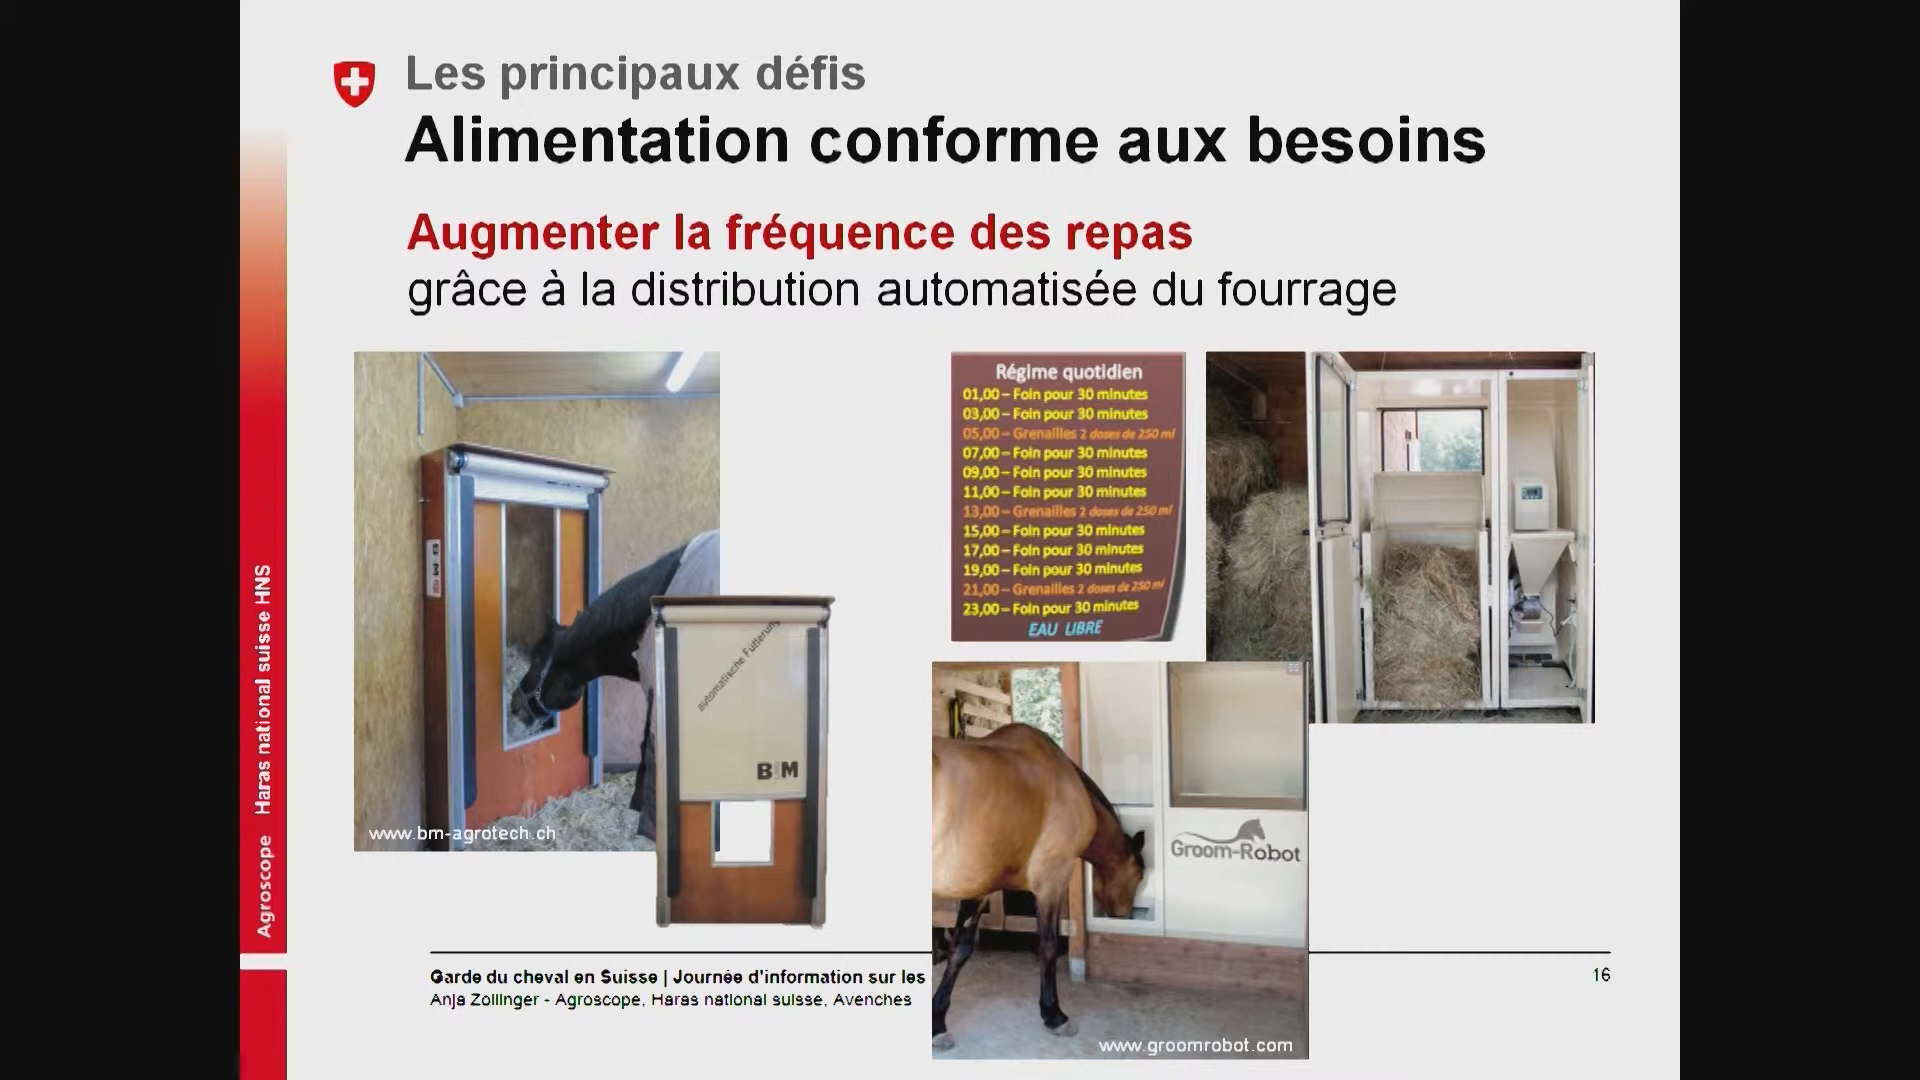 Les principaux défis
Alimentation conforme aux besoins
Augmenter la fréquence des repas
grâce à la distribution automatisée du fourrage
Régime quotidien
01,00 – Foin pour 30 minutes
03,00 – Foin pour 30 minutes
05,00 – Grenailles 2 doses de 250 ml
07,00 – Foin pour 30 minutes
09,00 – Foin pour 30 minutes
11,00 – Foin pour 30 minutes
13,00 – Grenailles 2 doses de 250 ml
15,00 – Foin pour 30 minutes
17,00 – Foin pour 30 minutes
19,00 – Foin pour 30 minutes
21,00 – Grenailles 2 doses de 250 ml
23,00 – Foin pour 30 minutes
EAU LIBRE
automatische Fütterung
B M
www.bm-agrotech.ch
Groom-Robot
www.groomrobot.com
Agroscope Haras national suisse HNS
Garde du cheval en Suisse | Journée d'information sur les
Anja Zollinger - Agroscope, Haras national suisse, Avenches
16